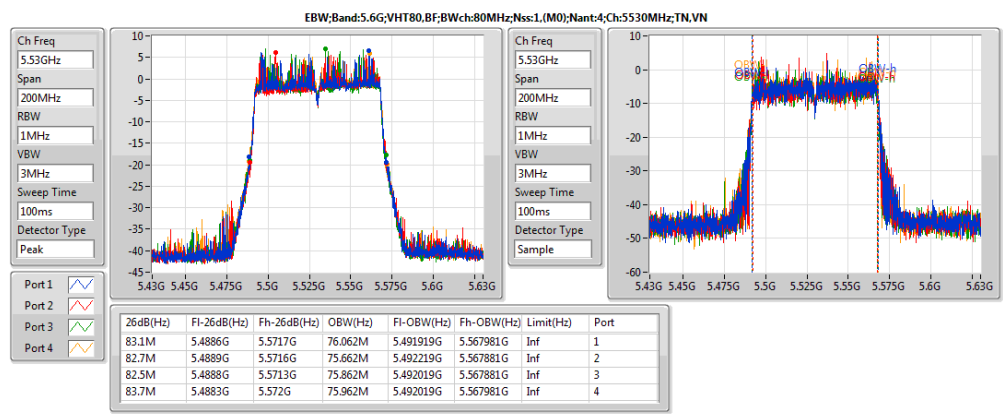 EBW;Band:5.6G;VHT80,BF;BWch:80MHz;Nss:1,(M0);Nant:4;Ch:5530MHz;TN,VN
Ch Freq
5.53GHz
Span
200MHz
RBW
1MHz
VBW
3MHz
Sweep Time
100ms
Detector Type
Peak
10
5
0
-5
-10
-15
-20
-25
-30
-35
-40
-45
5.43G 5.45G 5.475G 5.5G 5.525G 5.55G 5.575G 5.6G 5.63G
Ch Freq
5.53GHz
Span
200MHz
RBW
1MHz
VBW
3MHz
Sweep Time
100ms
Detector Type
Sample
10
0
-10
-20
-30
-40
-50
-60
OBW-h
5.43G 5.45G 5.475G 5.5G 5.525G 5.55G 5.575G 5.6G 5.63G
Port 1
Port 2
Port 3
Port 4
26dB(Hz) Fl-26dB(Hz) Fh-26dB(Hz) OBW(Hz) Fl-OBW(Hz) Fh-OBW(Hz) Limit(Hz) Port
83.1M 5.4886G 5.5717G 76.062M 5.491919G 5.567981G Inf 1
82.7M 5.4889G 5.5716G 75.662M 5.492219G 5.567881G Inf 2
82.5M 5.4888G 5.5713G 75.862M 5.492019G 5.567881G Inf 3
83.7M 5.4883G 5.572G 75.962M 5.492019G 5.567981G Inf 4